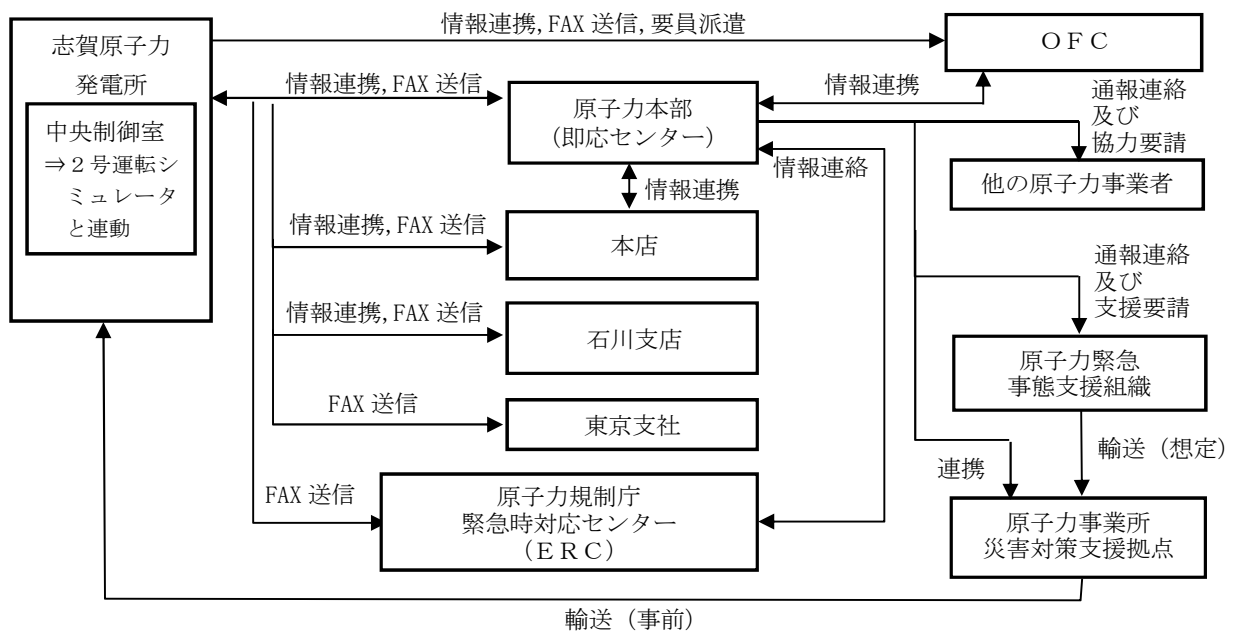 志賀原子力
発電所
中央制御室
⇒２号運転シ
ミュレータ
と連動
情報連携, FAX 送信, 要員派遣
ＯＦＣ
情報連携, FAX 送信
原子力本部
(即応センター)
情報連携
通報連絡
及び
協力要請
他の原子力事業者
情報連絡
情報連携
情報連携, FAX 送信
本店
通報連絡
及び
支援要請
情報連携, FAX 送信
石川支店
原子力緊急
事態支援組織
FAX 送信
東京支社
輸送（想定）
連携
FAX 送信
原子力規制庁
緊急時対応センター
（ＥＲＣ）
原子力事業所
災害対策支援拠点
輸送（事前）